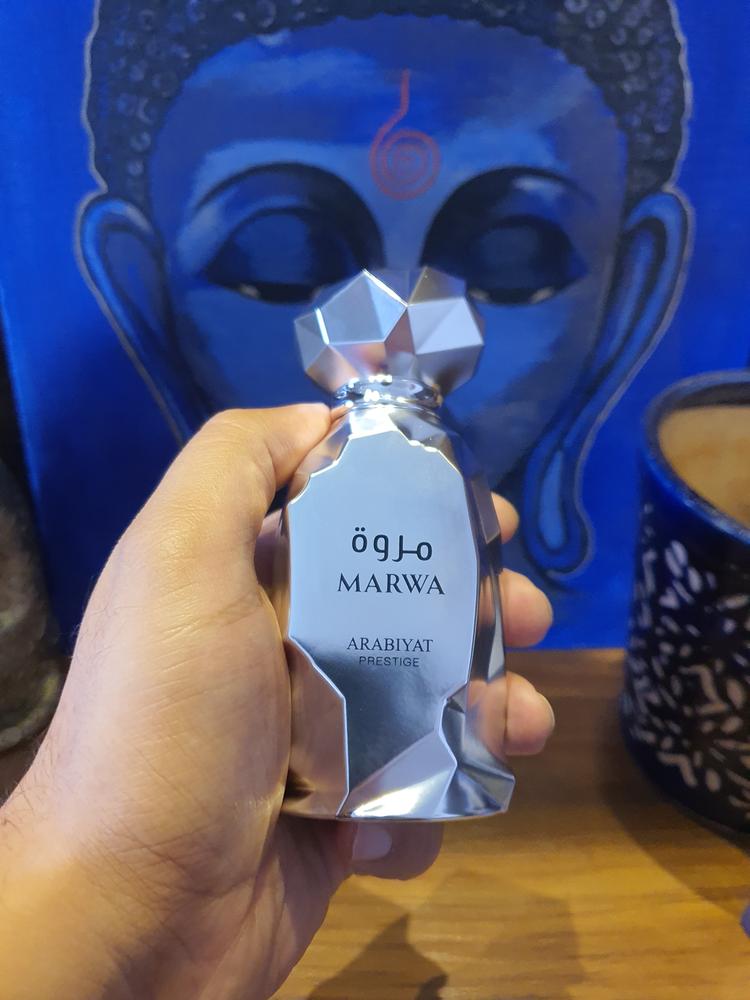 مروة
MARWA
ARABIYAT
PRESTIGE